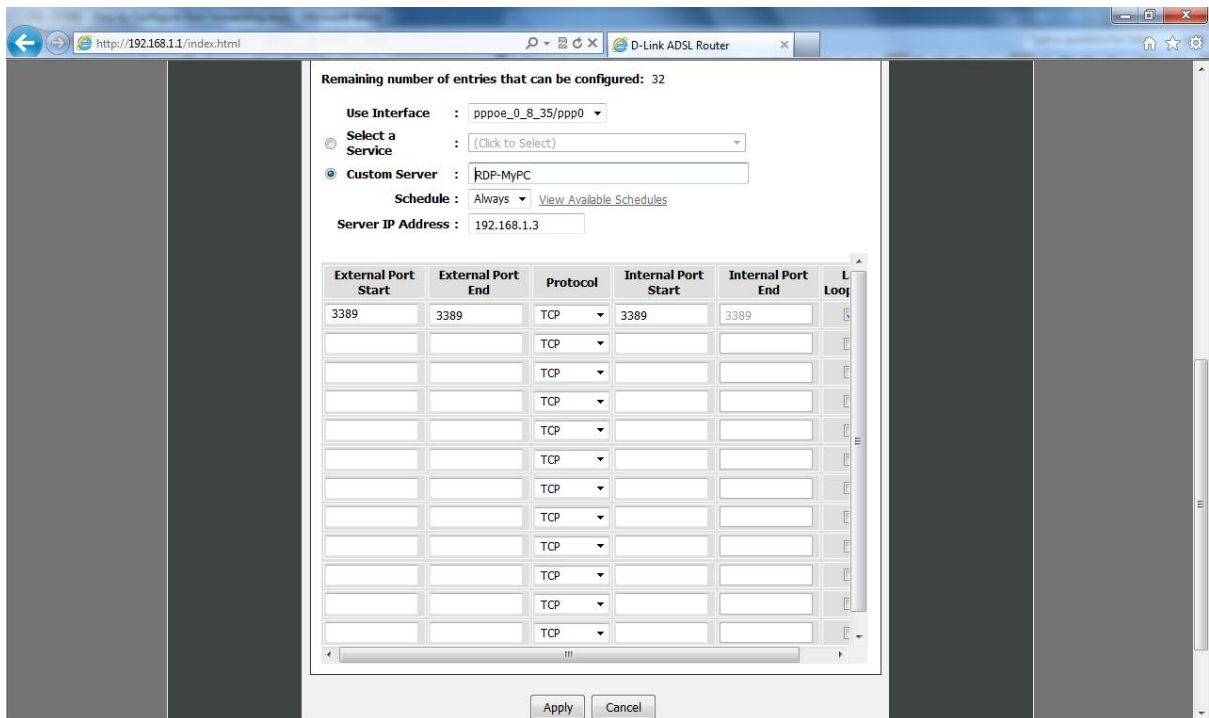 http://192.168.1.1/index.html
D-Link ADSL Router
Remaining number of entries that can be configured: 32
Use Interface : pppoe_0_8_35/ppp0
Select a Service : (Click to Select)
Custom Server : RDP-MyPC
Schedule : Always View Available Schedules
Server IP Address : 192.168.1.3
External Port Start External Port End Protocol Internal Port Start Internal Port End
3389 3389 TCP 3389 3389
TCP
TCP
TCP
TCP
TCP
TCP
TCP
TCP
TCP
TCP
TCP
Apply Cancel